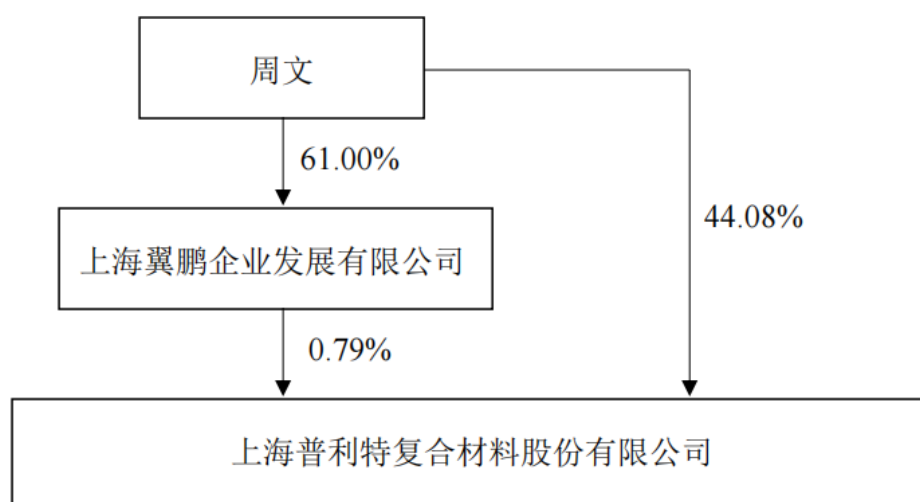 周文
61.00%
44.08%
上海翼鹏企业发展有限公司
0.79%
上海普利特复合材料股份有限公司